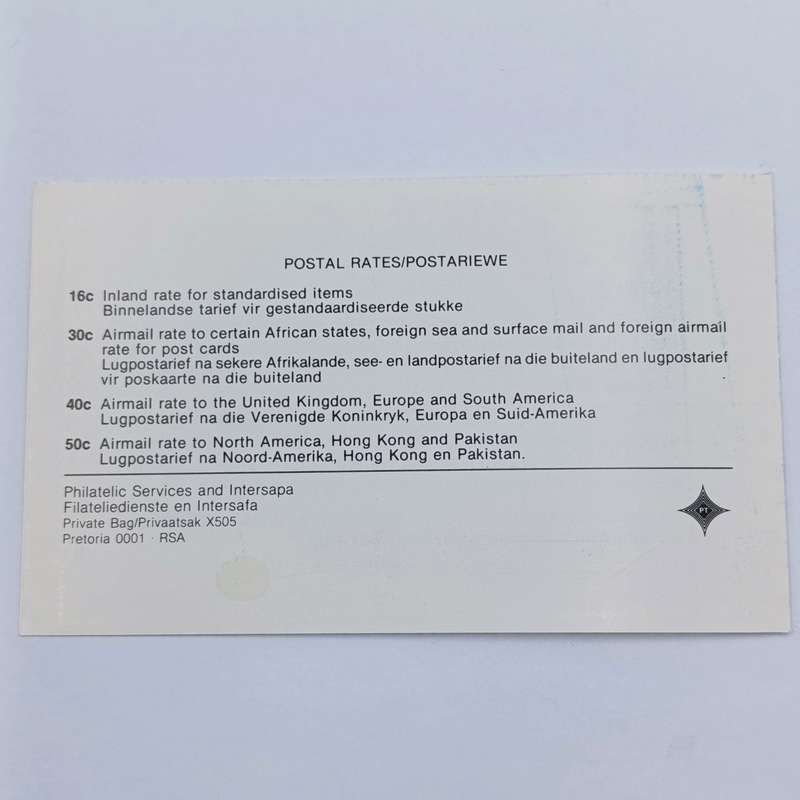 POSTAL RATES/POSTARIEWE
16c Inland rate for standardised items
Binnelandse tarief vir gestandaardiseerde stukke
30c Airmail rate to certain African states, foreign sea and surface mail and foreign airmail
rate for post cards
Lugpostarief na sekere Afrikalande, see- en landpostarief na die buiteland en lugpostarief
vir poskaarte na die buiteland
40c Airmail rate to the United Kingdom, Europe and South America
Lugpostarief na die Verenigde Koninkryk, Europa en Suid-Amerika
50c Airmail rate to North America, Hong Kong and Pakistan
Lugpostarief na Noord-Amerika, Hong Kong en Pakistan.
Philatelic Services and Intersapa
Filateliedienste en Intersafa
Private Bag/Privaatsak X505
Pretoria 0001 · RSA
PT